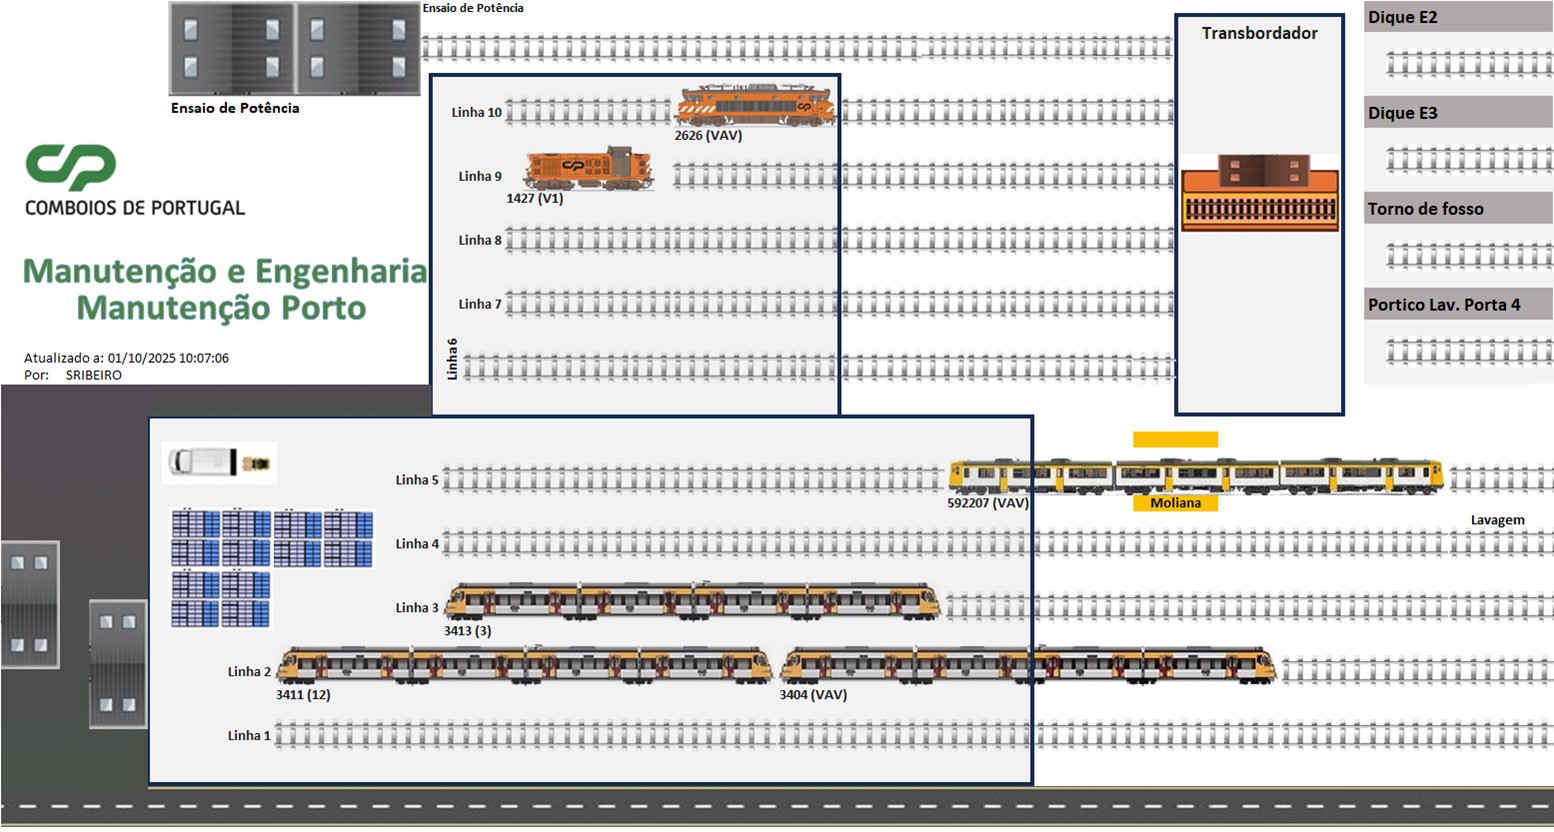 Ensaio de Potência
Transbordador
Dique E2
Ensaio de Potência
Linha 10
2626 (VAV)
Dique E3
CP
COMBOIOS DE PORTUGAL
Linha 9
1427 (V1)
Torno de fosso
Linha 8
Manutenção e Engenharia
Manutenção Porto
Linha 7
Portico Lav. Porta 4
Atualizado a: 01/10/2025 10:07:06
Por: SRIBEIRO
Linha6
Linha 5
592207 (VAV)
Moliana
Lavagem
Linha 4
Linha 3
3413 (3)
Linha 2
3411 (12)
3404 (VAV)
Linha 1